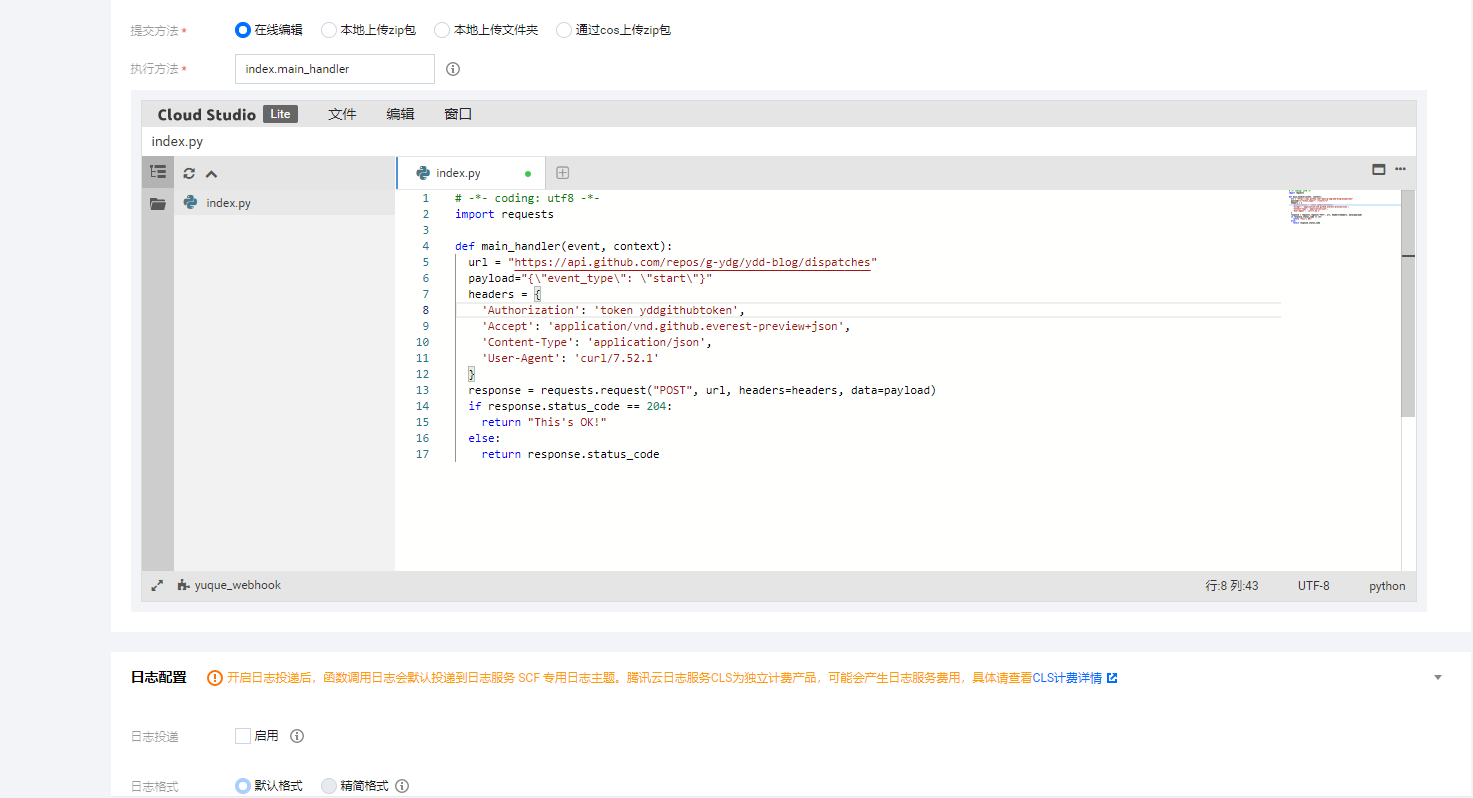 提交方法 * 在线编辑 本地上传zip包 本地上传文件夹 通过cos上传zip包
执行方法 * index.main_handler
Cloud Studio Lite 文件 编辑 窗口
index.py
index.py
index.py
1 # -*- coding: utf8 -*-
2 import requests
3
4 def main_handler(event, context):
5 url = "https://api.github.com/repos/g-ydg/ydd-blog/dispatches"
6 payload="{\"event_type\": \"start\"}"
7 headers = {
8 'Authorization': 'token yddgithubtoken',
9 'Accept': 'application/vnd.github.everest-preview+json',
10 'Content-Type': 'application/json',
11 'User-Agent': 'curl/7.52.1'
12 }
13 response = requests.request("POST", url, headers=headers, data=payload)
14 if response.status_code == 204:
15 return "This's OK!"
16 else:
17 return response.status_code
yuque_webhook 行:8 列:43 UTF-8 python
日志配置 开启日志投递后，函数调用日志会默认投递到日志服务 SCF 专用日志主题。腾讯云日志服务CLS为独立计费产品，可能会产生日志服务费用，具体请查看CLS计费详情
日志投递 启用
日志格式 默认格式 精简格式